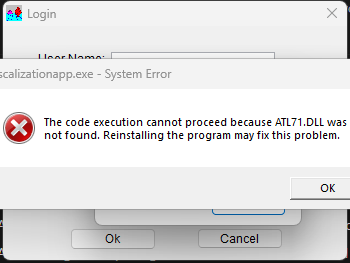 Login
User Name:
scalizationapp.exe - System Error
The code execution cannot proceed because ATL71.DLL was
not found. Reinstalling the program may fix this problem.
OK
Ok
Cancel